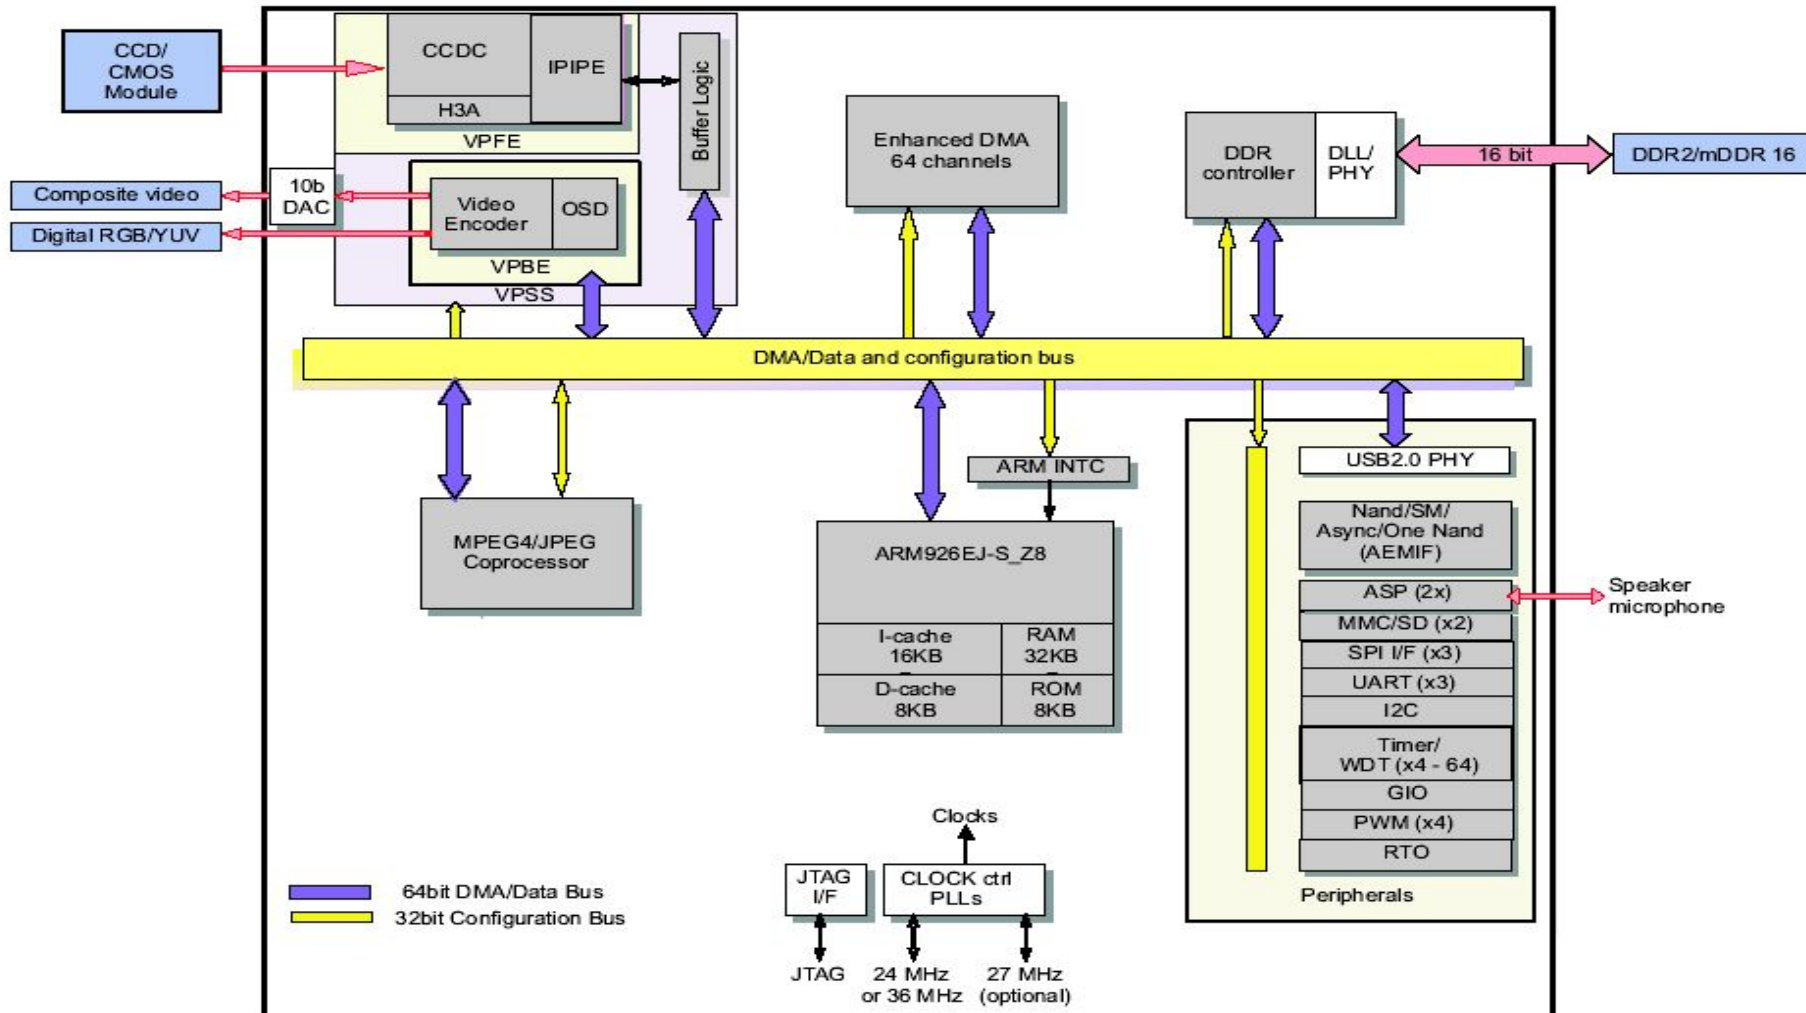 CCD/
CMOS
Module
CCDC
IPIPE
H3A
VPFE
Buffer Logic
Composite video
10b
DAC
Digital RGB/YUV
Video
Encoder
OSD
VPBE
VPSS
Enhanced DMA
64 channels
DDR
controller
DLL/
PHY
16 bit
DDR2/mDDR 16
DMA/Data and configuration bus
MPEG4/JPEG
Coprocessor
ARM INTC
ARM926EJ-S_Z8
I-cache
16KB
RAM
32KB
D-cache
8KB
ROM
8KB
USB2.0 PHY
Nand/SM/
Async/One Nand
(AEMIF)
ASP (2x)
MMC/SD (x2)
SPI I/F (x3)
UART (x3)
I2C
Timer/
WDT (x4 - 64)
GIO
PWM (x4)
RTO
Peripherals
Speaker
microphone
64bit DMA/Data Bus
32bit Configuration Bus
Clocks
JTAG
I/F
CLOCK ctrl
PLLs
JTAG
24 MHz
or 36 MHz
27 MHz
(optional)